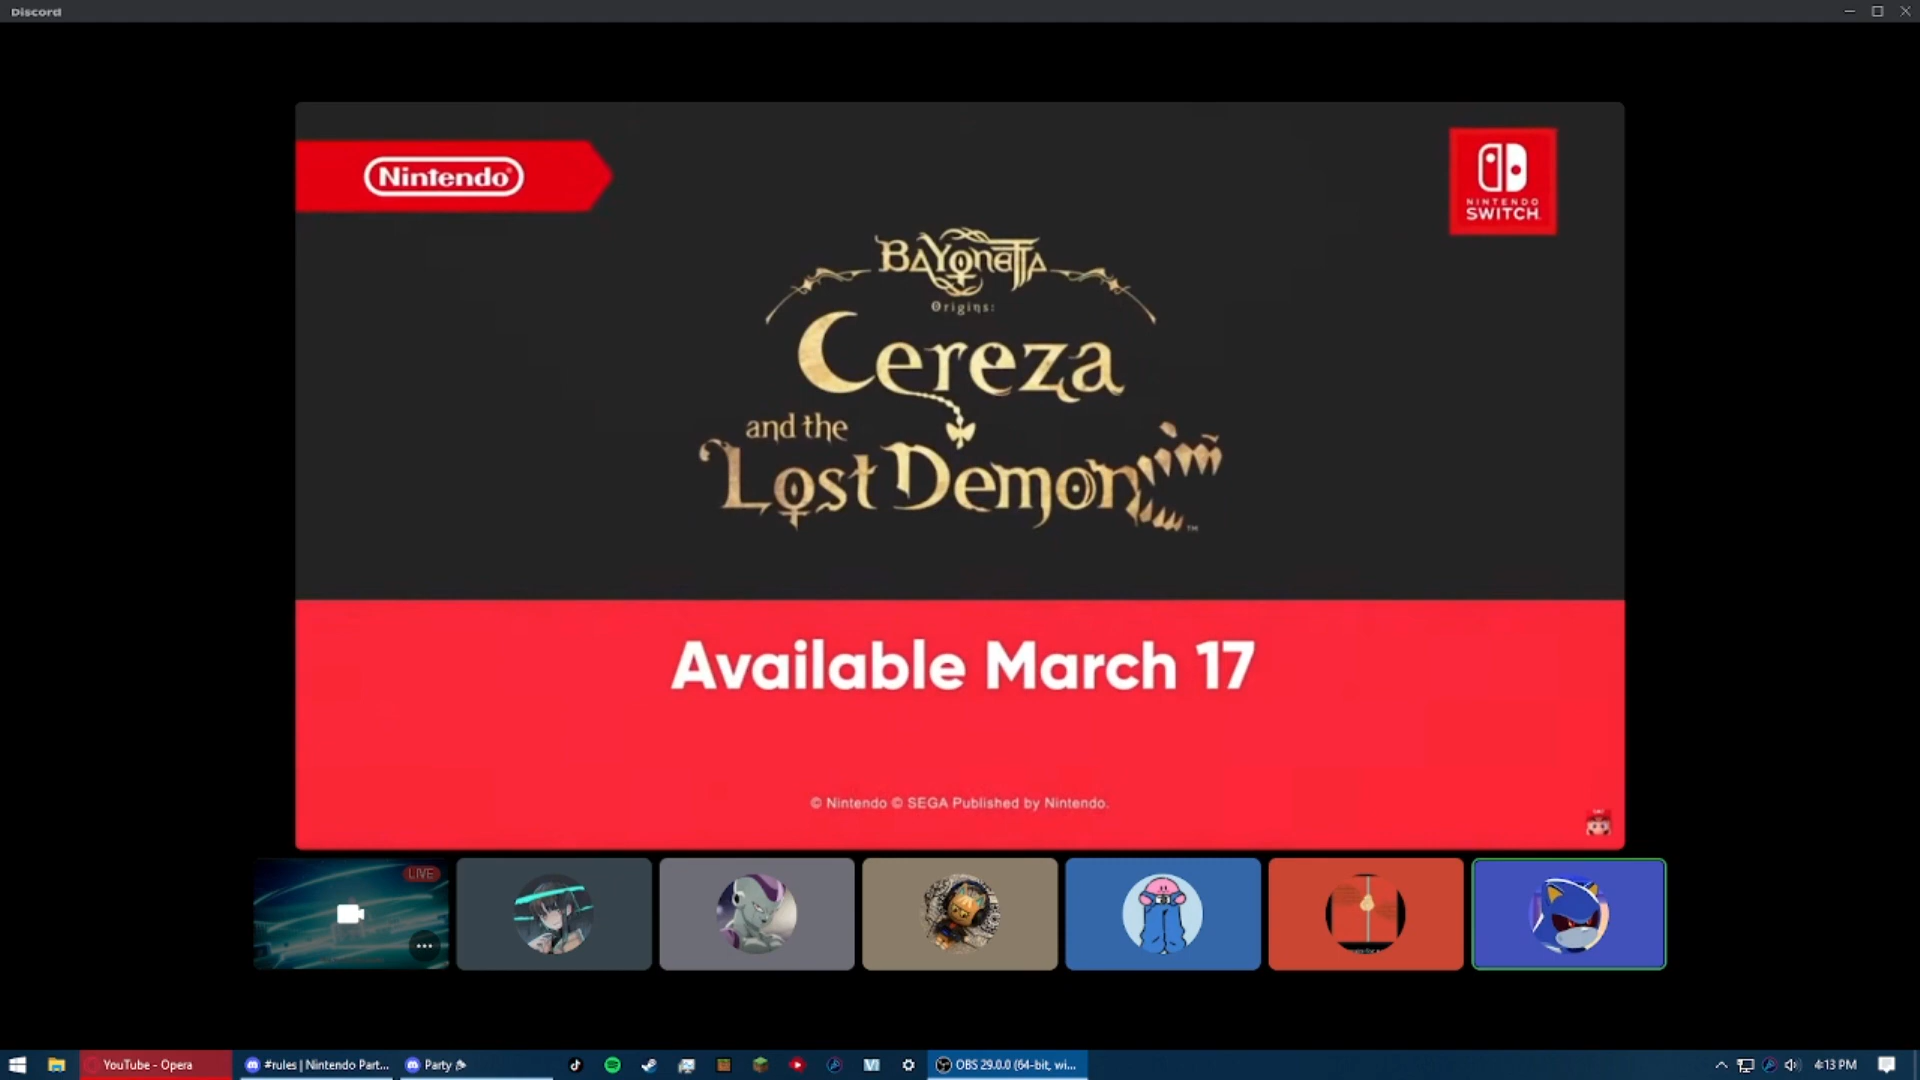 Discord
Nintendo
NINTENDO
SWITCH
BAYONETTA
Origins:
Cereza
and the
Lost Demon
TM
Available March 17
© Nintendo © SEGA Published by Nintendo.
LIVE
YouTube - Opera
#rules | Nintendo Part...
Party
OBS 29.0.0 (64-bit, wi...
4:13 PM